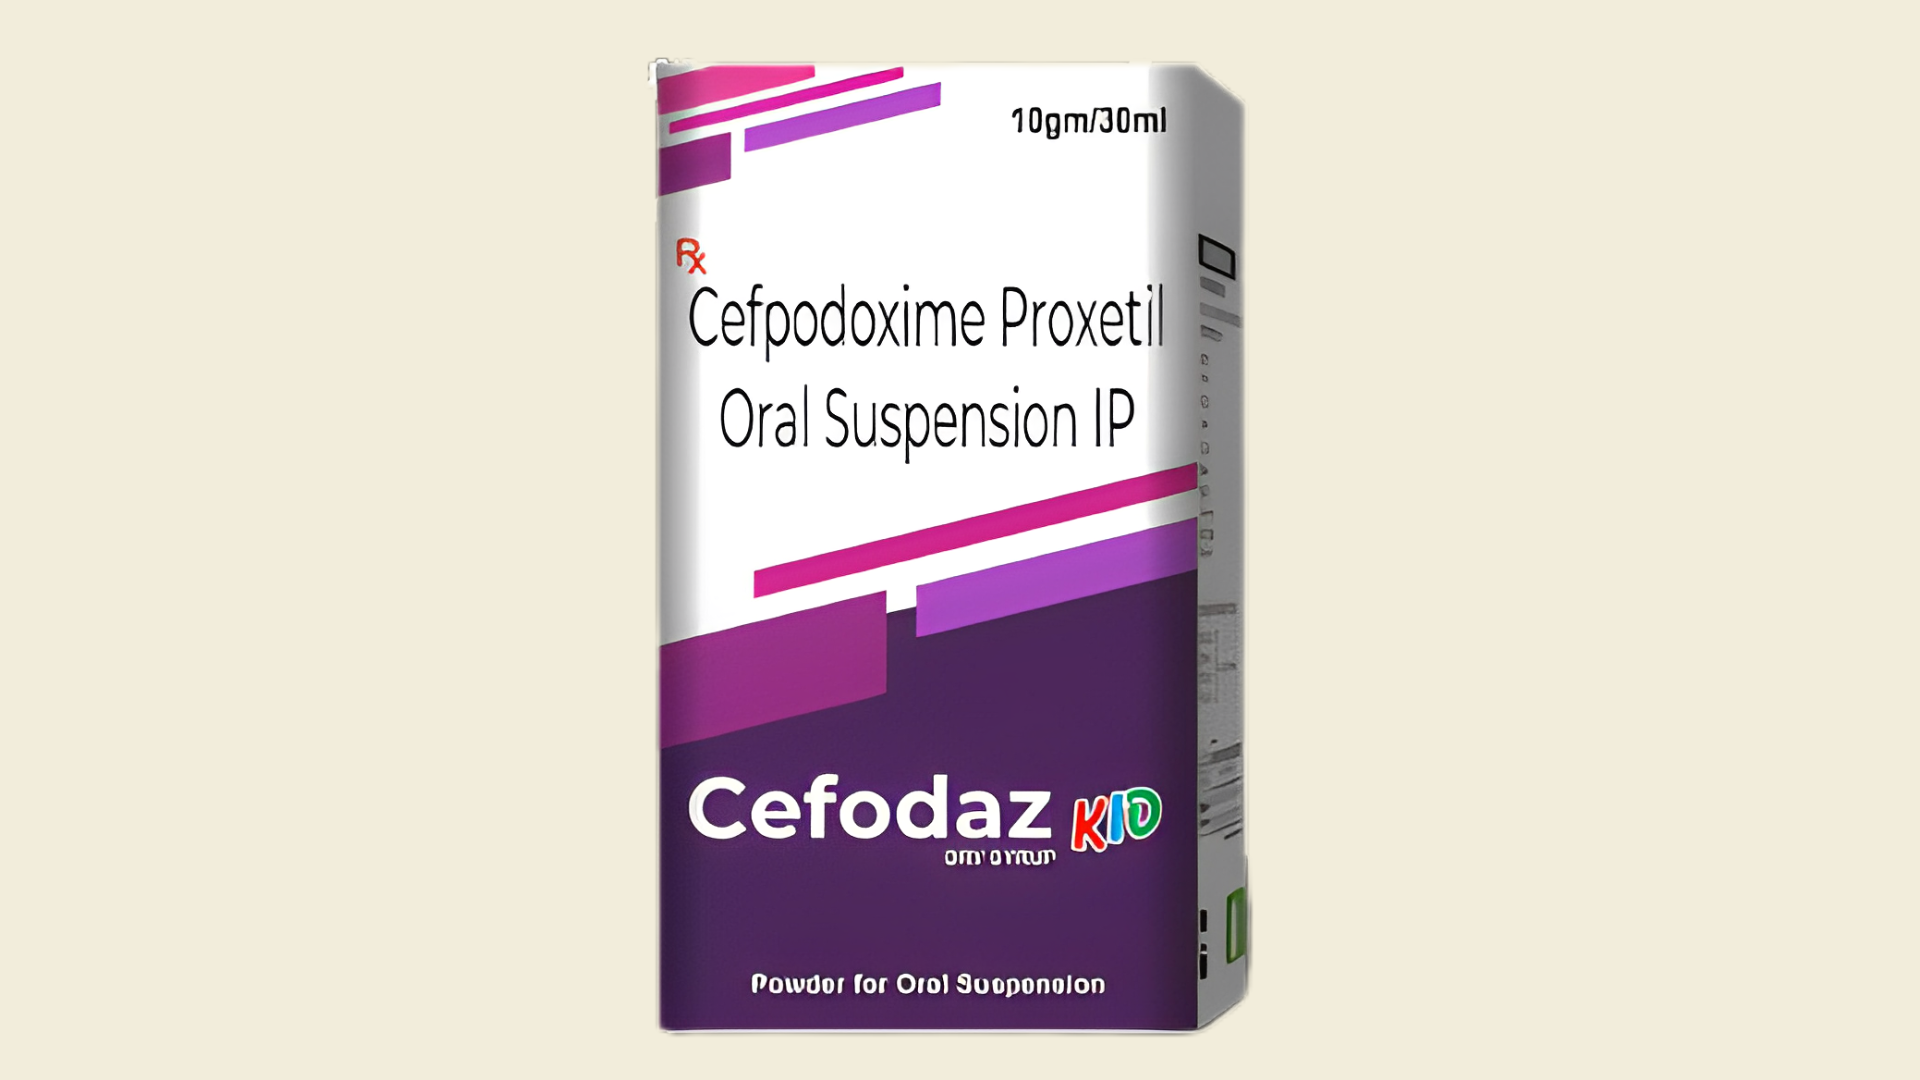 10gm/30ml
Rx
Cefpodoxime Proxetil
Oral Suspension IP
Cefodaz KID
Powder for Oral Suspension